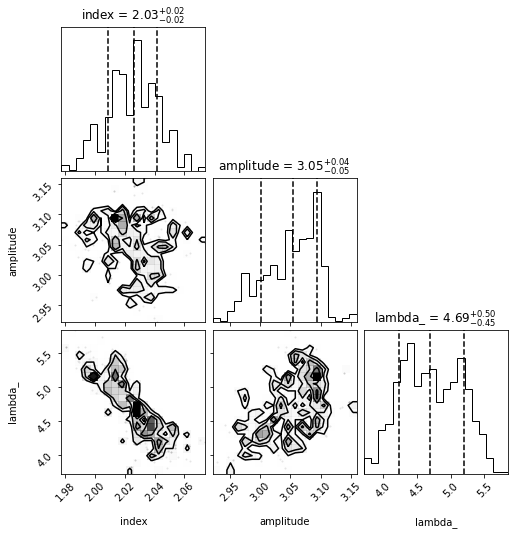 index = 2.03+0.02−0.02
amplitude = 3.05+0.04−0.05
lambda_ = 4.69+0.50−0.45
amplitude
3.15
3.10
3.05
3.00
2.95
lambda_
5.5
5.0
4.5
4.0
1.98
2.00
2.02
2.04
2.06
index
2.95
3.00
3.05
3.10
3.15
amplitude
4.0
4.5
5.0
5.5
lambda_